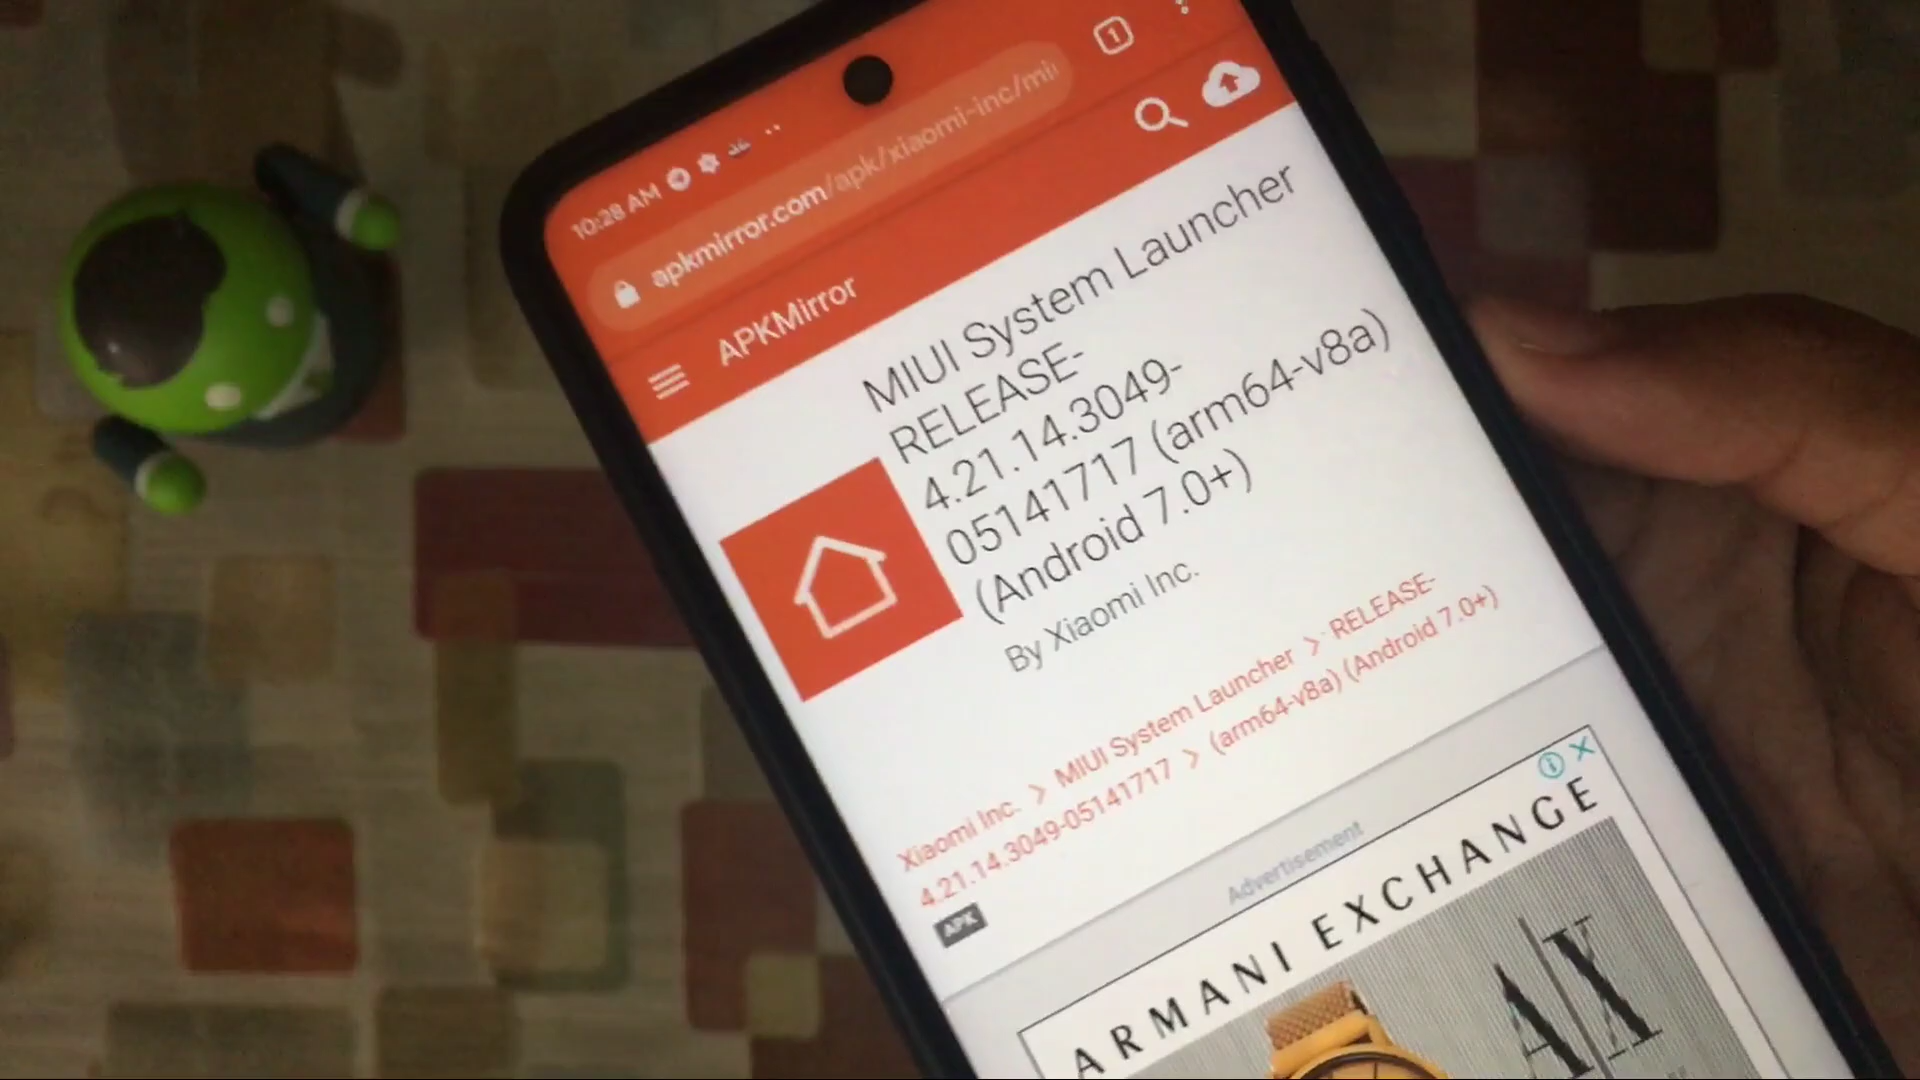 10:28 AM
1
apkmirror.com/apk/xiaomi-inc/miu
APKMirror
MIUI System Launcher
RELEASE-
4.21.14.3049-
05141717 (arm64-v8a)
(Android 7.0+)
By Xiaomi Inc.
Xiaomi Inc. > MIUI System Launcher > RELEASE-
4.21.14.3049-05141717 > (arm64-v8a) (Android 7.0+)
APK
Advertisement
ARMANI EXCHANGE
A|X